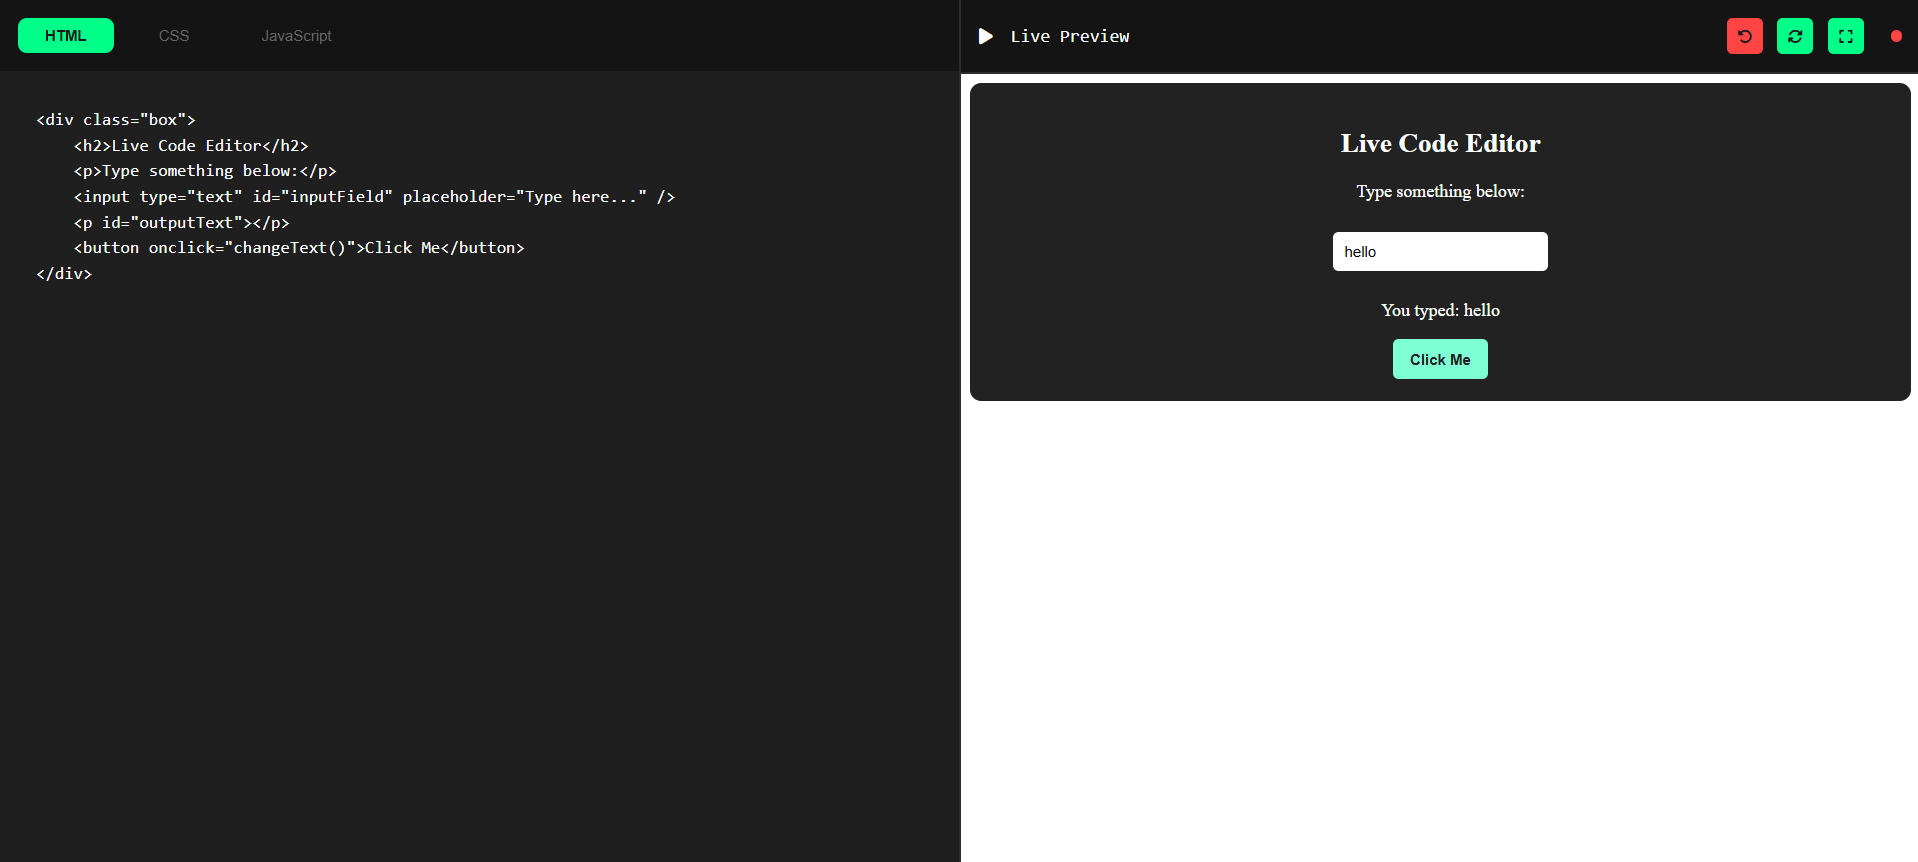 HTML CSS JavaScript
<div class="box">
    <h2>Live Code Editor</h2>
    <p>Type something below:</p>
    <input type="text" id="inputField" placeholder="Type here..." />
    <p id="outputText"></p>
    <button onclick="changeText()">Click Me</button>
</div>
Live Preview
Live Code Editor
Type something below:
hello
You typed: hello
Click Me